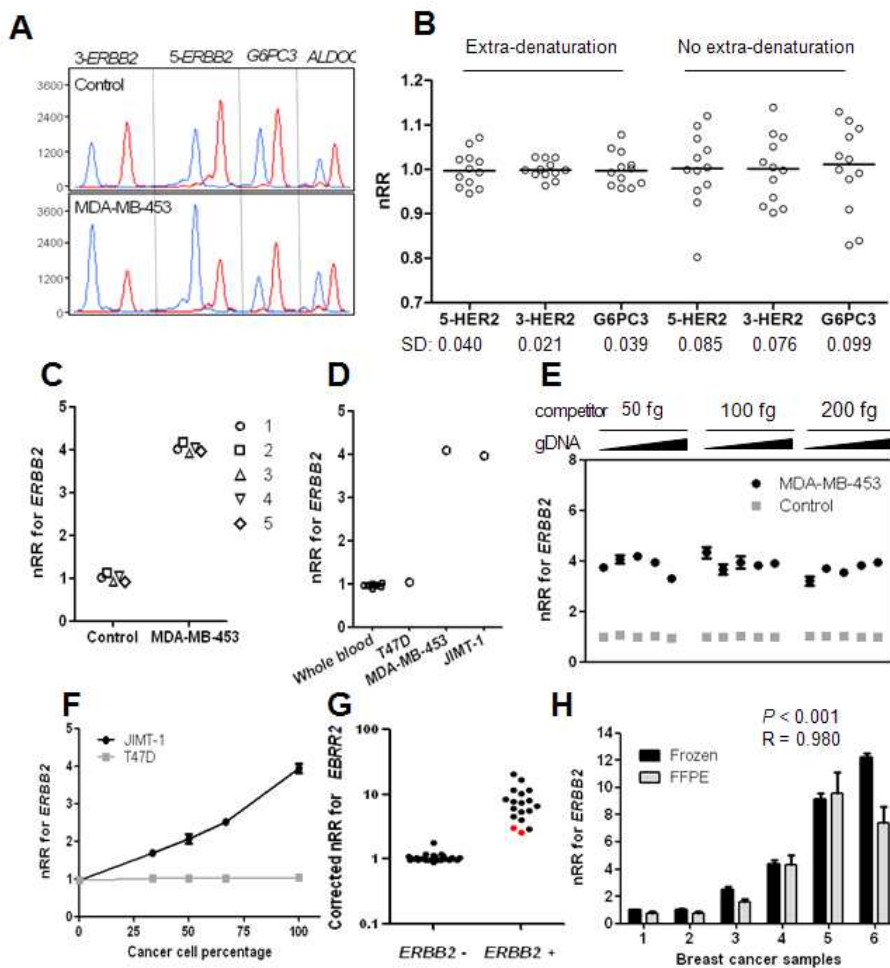 A
3-ERBB2 5-ERBB2 G6PC3 ALDOC
Control
3600
2400
1200
0
MDA-MB-453
3600
2400
1200
0
B
Extra-denaturation No extra-denaturation
nRR
1.2
1.1
1.0
0.9
0.8
0.7
5-HER2 3-HER2 G6PC3 5-HER2 3-HER2 G6PC3
SD: 0.040 0.021 0.039 0.085 0.076 0.099
C
nRR for ERBB2
5
4
3
2
1
0
Control MDA-MB-453
1
2
3
4
5
D
nRR for ERBB2
5
4
3
2
1
0
Whole blood T47D MDA-MB-453 JIMT-1
E
competitor 50 fg 100 fg 200 fg
gDNA
nRR for ERBB2
8
6
4
2
0
MDA-MB-453
Control
F
nRR for ERBB2
5
4
3
2
1
0
JIMT-1
T47D
0 50 100
Cancer cell percentage
G
Corrected nRR for EBRR2
100
10
1
0.1
ERBB2 - ERBB2 +
H
P < 0.001
R = 0.980
nRR for ERBB2
14
12
10
8
6
4
2
0
Frozen
FFPE
1 2 3 4 5 6
Breast cancer samples